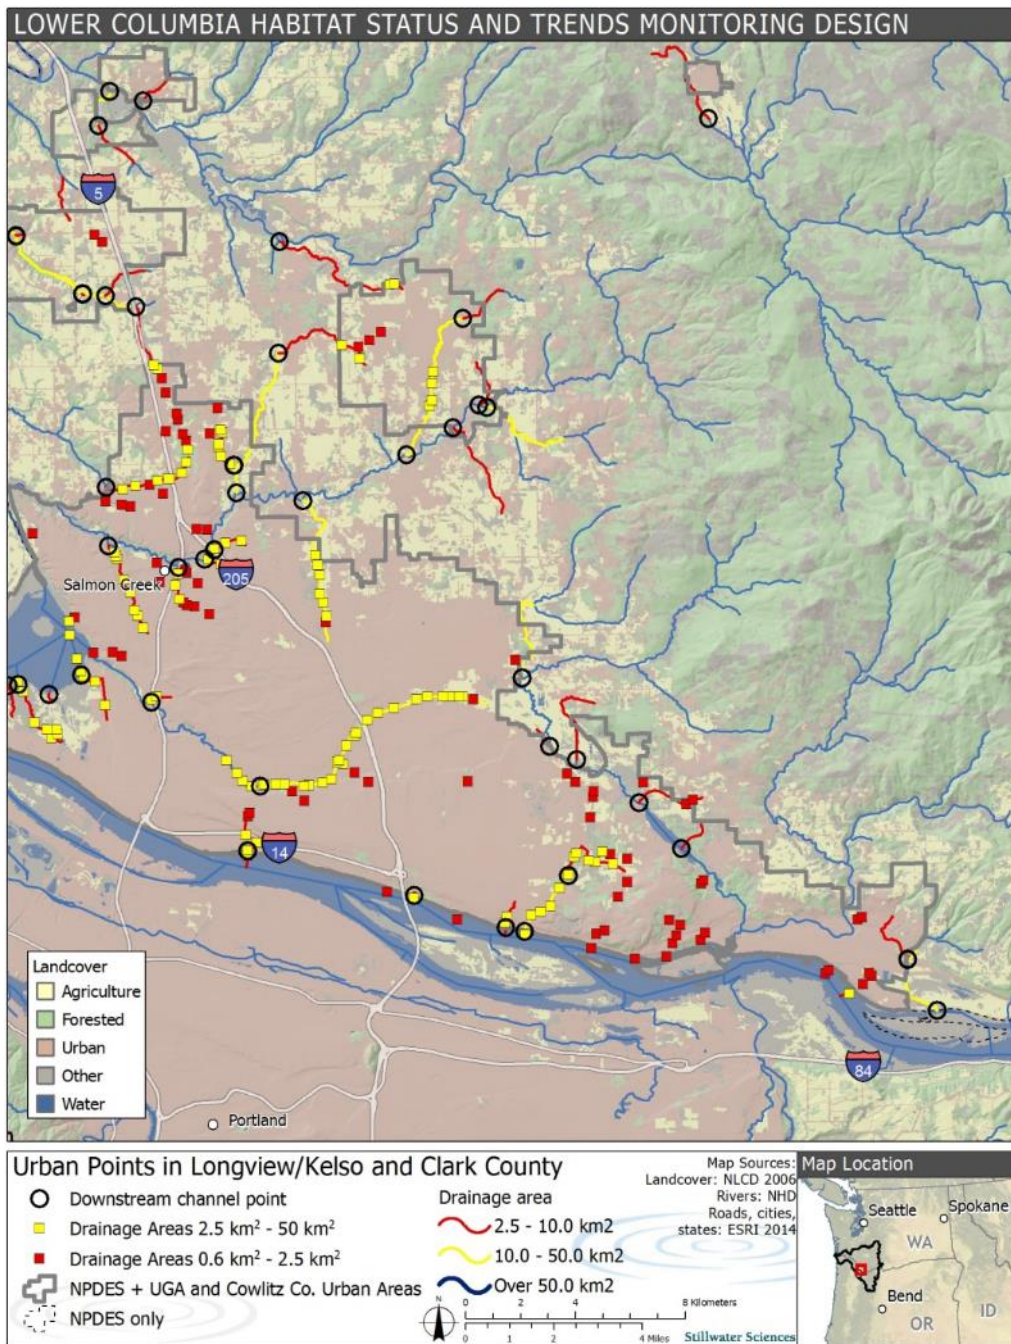 LOWER COLUMBIA HABITAT STATUS AND TRENDS MONITORING DESIGN
5
205
Salmon Creek
14
Landcover
Agriculture
Forested
Urban
Other
Water
84
Portland
Urban Points in Longview/Kelso and Clark County
Downstream channel point
Drainage Areas 2.5 km² - 50 km²
Drainage Areas 0.6 km² - 2.5 km²
NPDES + UGA and Cowlitz Co. Urban Areas
NPDES only
Drainage area
2.5 - 10.0 km2
10.0 - 50.0 km2
Over 50.0 km2
Map Sources:
Landcover: NLCD 2006
Rivers: NHD
Roads, cities,
states: ESRI 2014
N
0 2 4 8 Kilometers
0 1 2 4 Miles
Stillwater Sciences
Map Location
Seattle
Spokane
WA
Bend
OR
ID